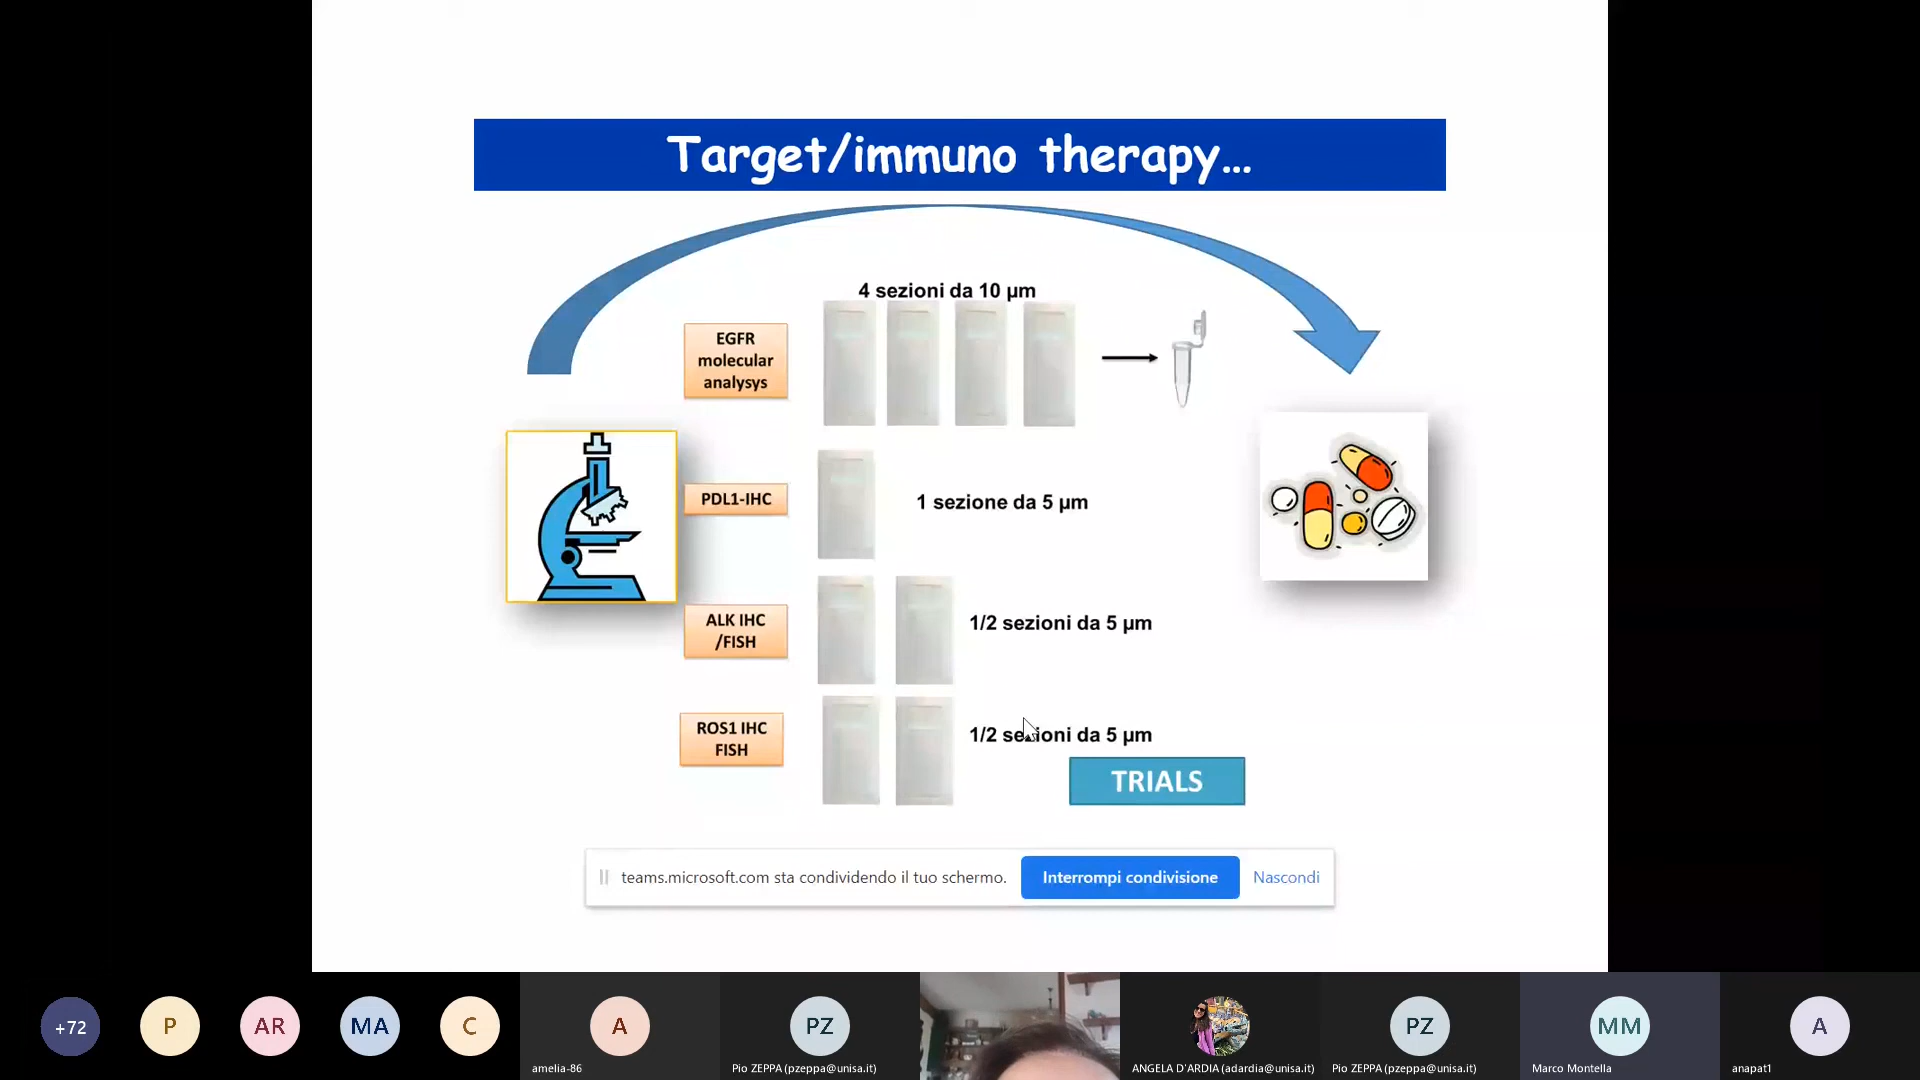 Target/immuno therapy...
4 sezioni da 10 µm
EGFR
molecular
analysys
PDL1-IHC
1 sezione da 5 µm
ALK IHC
/FISH
1/2 sezioni da 5 µm
ROS1 IHC
FISH
1/2 sezioni da 5 µm
TRIALS
teams.microsoft.com sta condividendo il tuo schermo.
Interrompi condivisione
Nascondi
+72
P
AR
MA
C
A
amelia-86
PZ
Pio ZEPPA (pzeppa@unisa.it)
ANGELA D'ARDIA (adardia@unisa.it)
PZ
Pio ZEPPA (pzeppa@unisa.it)
MM
Marco Montella
A
anapat1